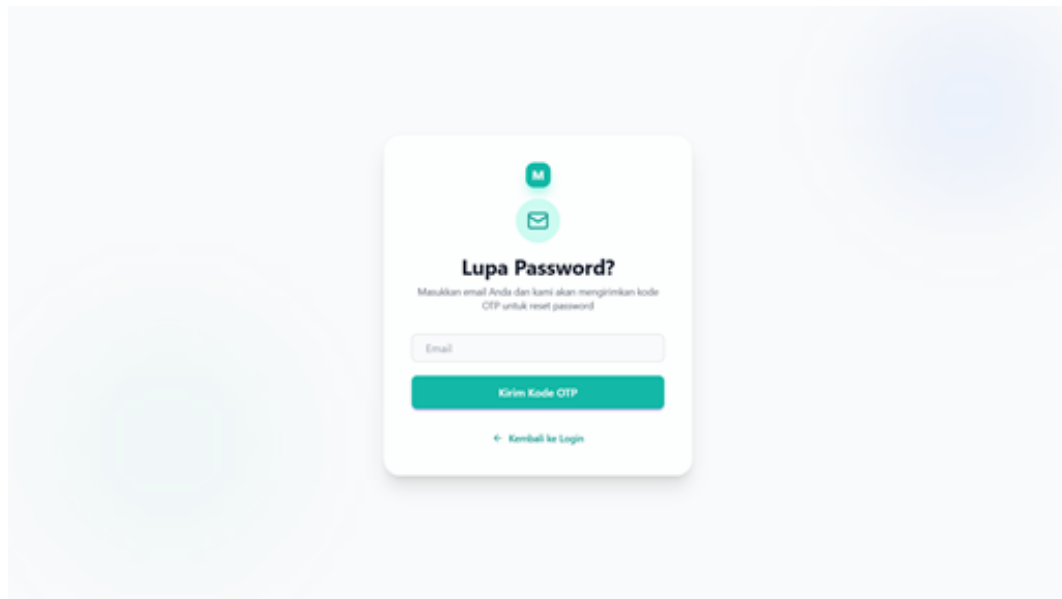 M
Lupa Password?
Masukkan email Anda dan kami akan mengirimkan kode
OTP untuk reset password
Email
Kirim Kode OTP
← Kembali ke Login